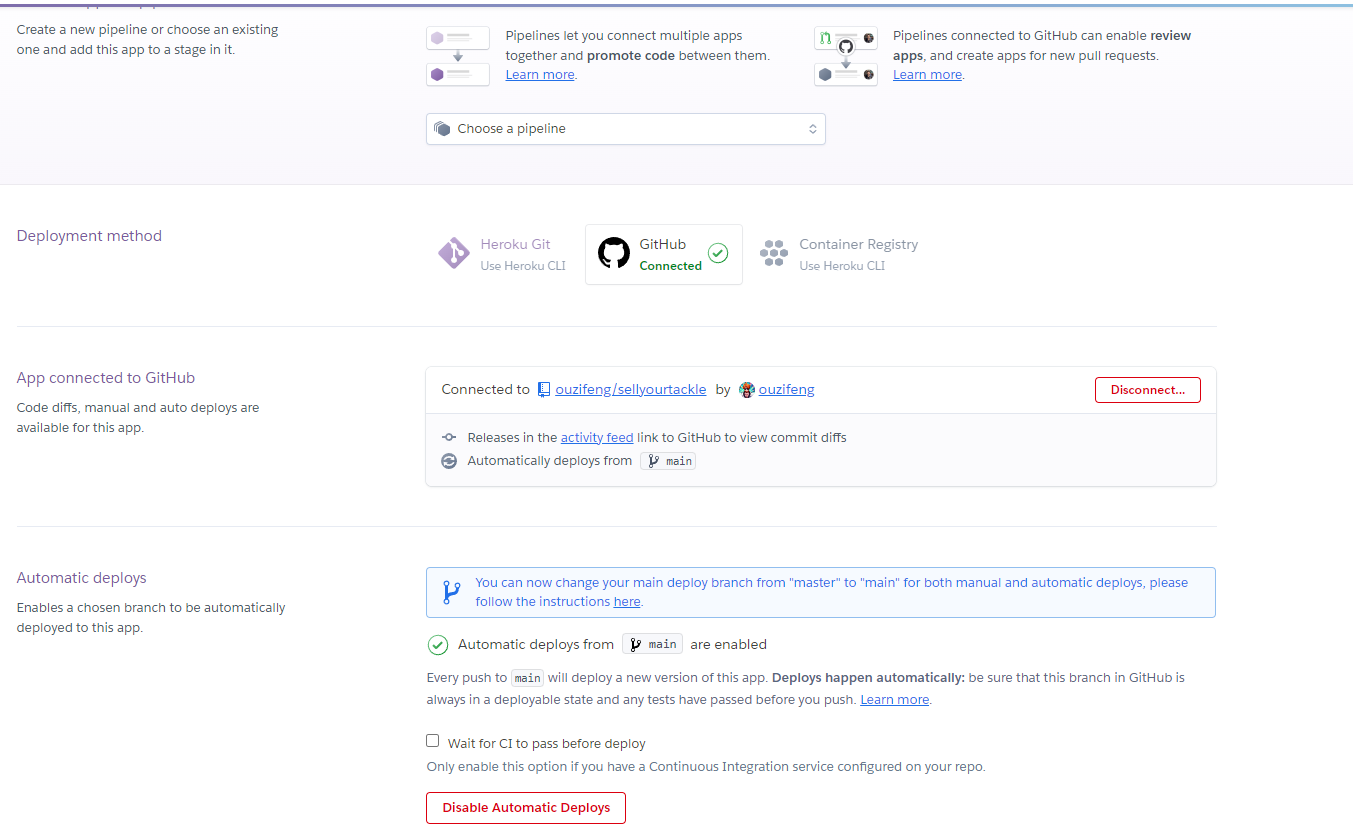 Create a new pipeline or choose an existing
one and add this app to a stage in it.
Pipelines let you connect multiple apps
together and promote code between them.
Learn more.
Pipelines connected to GitHub can enable review
apps, and create apps for new pull requests.
Learn more.
Choose a pipeline
Deployment method
Heroku Git
Use Heroku CLI
GitHub
Connected
Container Registry
Use Heroku CLI
App connected to GitHub
Code diffs, manual and auto deploys are
available for this app.
Connected to ouzifeng/sellyourtackle by ouzifeng
Disconnect...
Releases in the activity feed link to GitHub to view commit diffs
Automatically deploys from main
Automatic deploys
Enables a chosen branch to be automatically
deployed to this app.
You can now change your main deploy branch from "master" to "main" for both manual and automatic deploys, please
follow the instructions here.
Automatic deploys from main are enabled
Every push to main will deploy a new version of this app. Deploys happen automatically: be sure that this branch in GitHub is
always in a deployable state and any tests have passed before you push. Learn more.
Wait for CI to pass before deploy
Only enable this option if you have a Continuous Integration service configured on your repo.
Disable Automatic Deploys